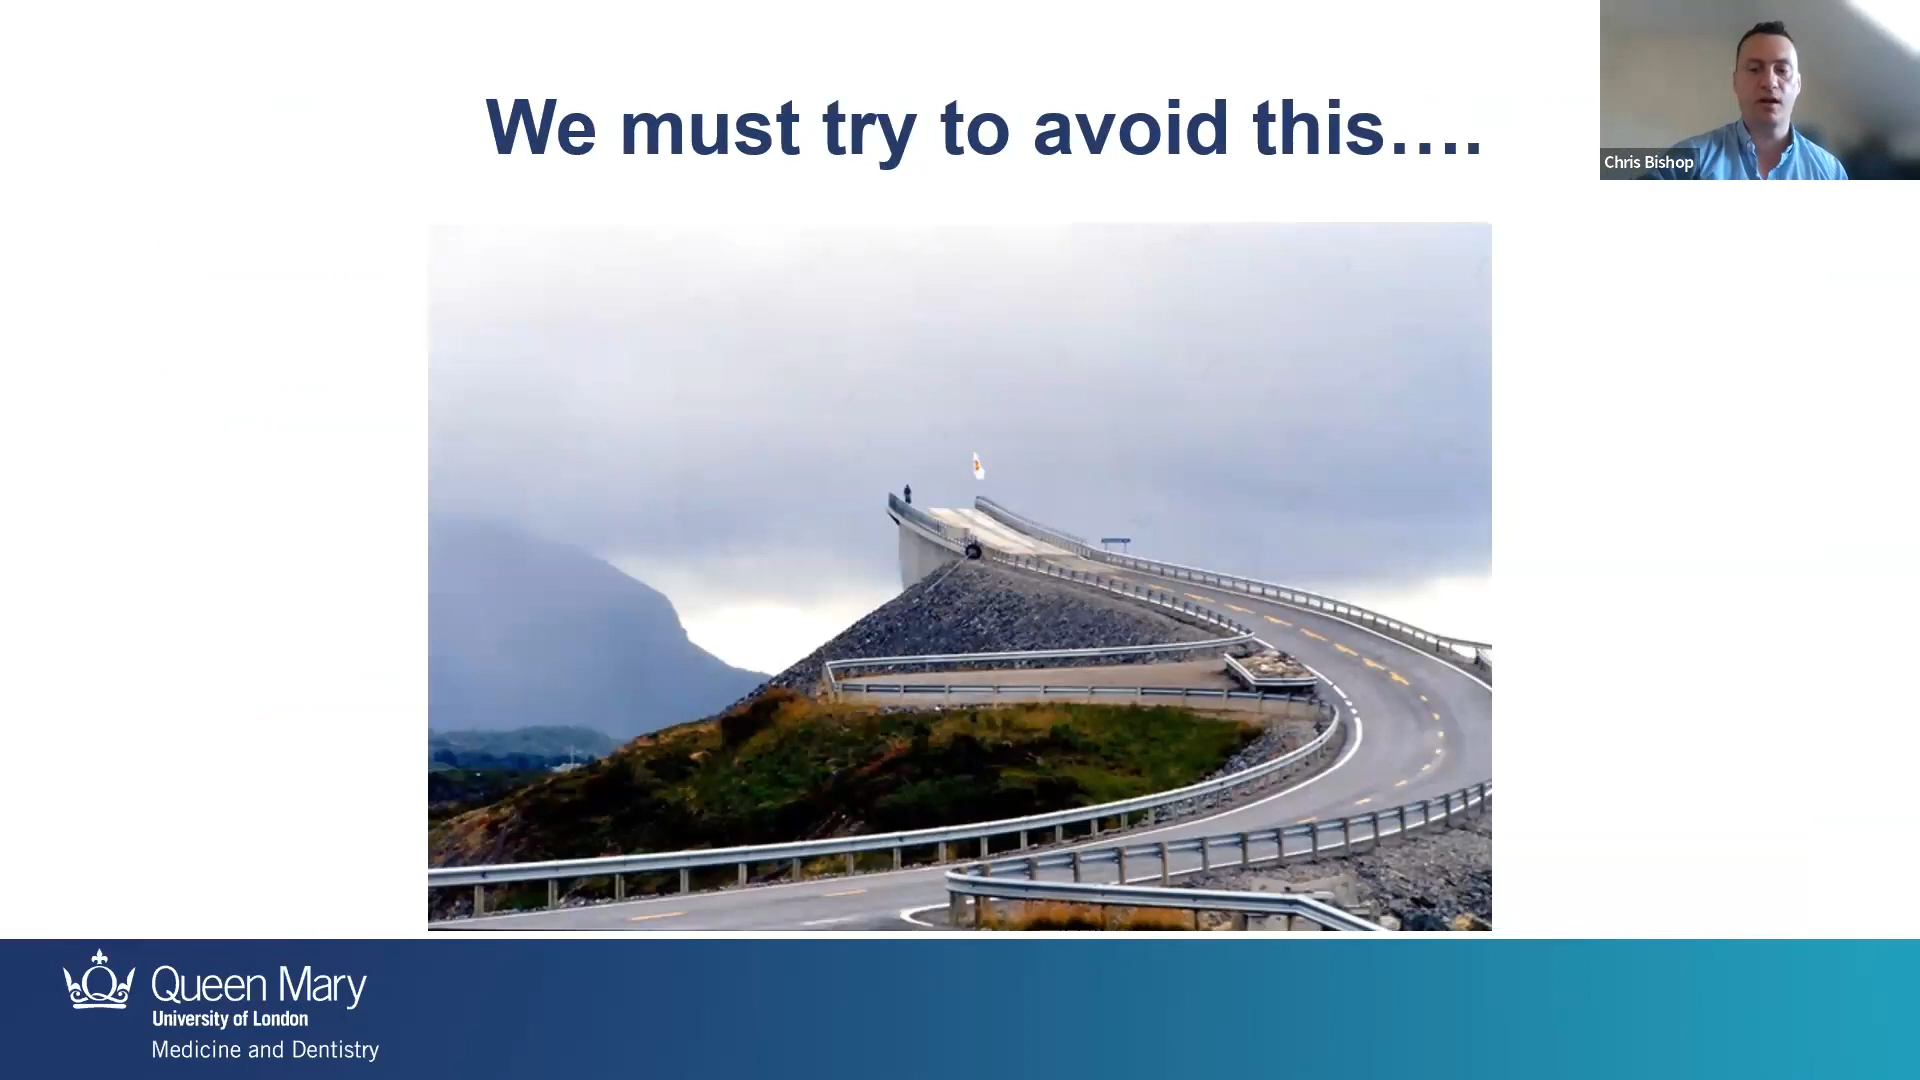 We must try to avoid this....
Chris Bishop
Queen Mary
University of London
Medicine and Dentistry